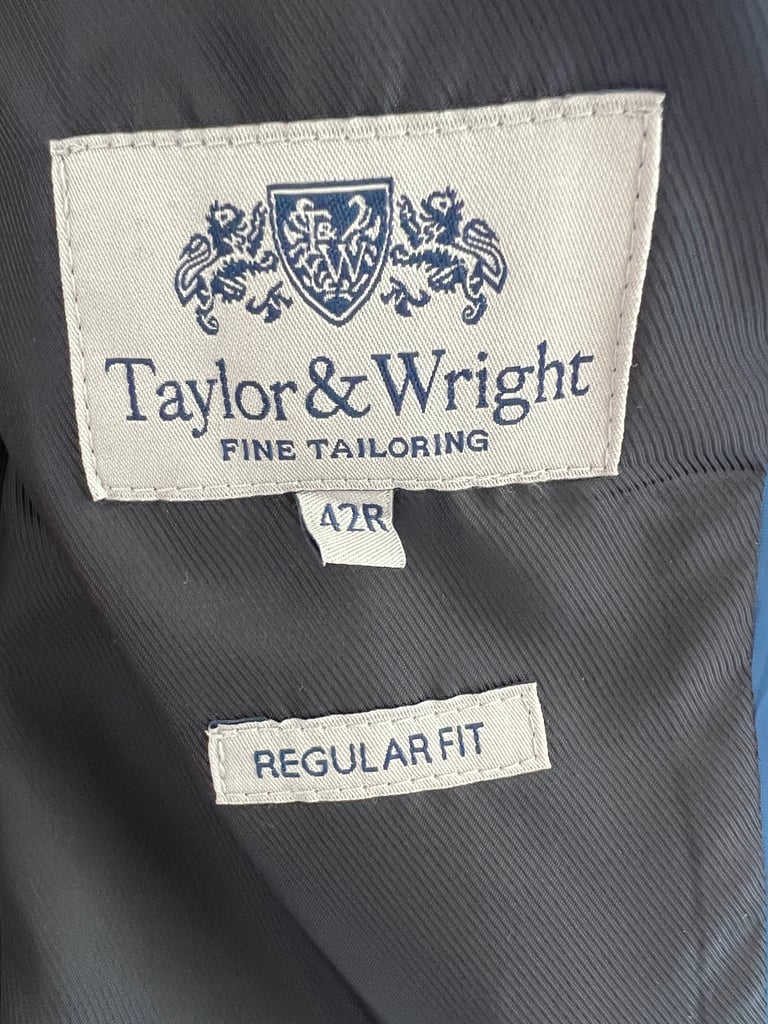 Taylor & Wright
FINE TAILORING
42R
REGULAR FIT